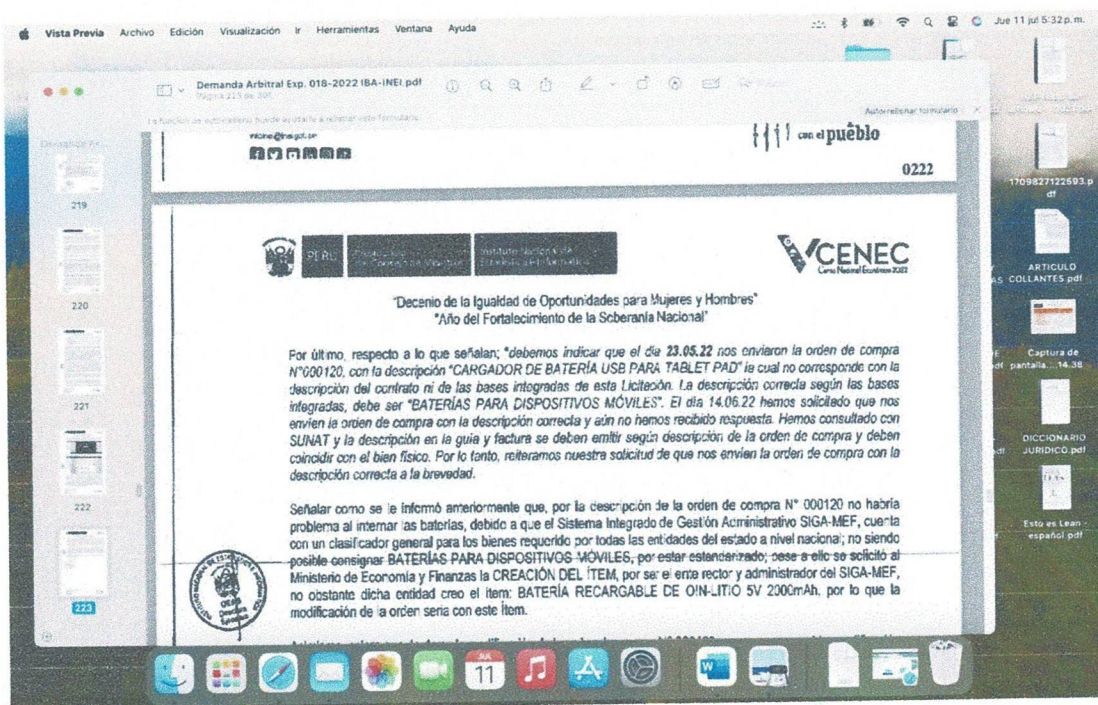 Vista Previa Archivo Edición Visualización Ir Herramientas Ventana Ayuda
Jue 11 jul 5:32 p.m.
Demanda Arbitral Exp. 018-2022 IBA-INEI.pdf
Página 223 de
Autorrellenar formulario
con el pueblo
0222
219
220
221
222
223
PERÚ
CENEC
Censo Nacional Económico 2022
"Decenio de la Igualdad de Oportunidades para Mujeres y Hombres"
"Año del Fortalecimiento de la Soberanía Nacional"
Por último, respecto a lo que señalan; "debemos indicar que el día 23.05.22 nos enviaron la orden de compra
N°000120, con la descripción "CARGADOR DE BATERÍA USB PARA TABLET PAD" la cual no corresponde con la
descripción del contrato ni de las bases integradas de esta Licitación. La descripción correcta según las bases
integradas, debe ser "BATERÍAS PARA DISPOSITIVOS MÓVILES". El día 14.06.22 hemos solicitado que nos
envíen la orden de compra con la descripción correcta y aún no hemos recibido respuesta. Hemos consultado con
SUNAT y la descripción en la guía y factura se deben emitir según descripción de la orden de compra y deben
coincidir con el bien físico. Por lo tanto, reiteramos nuestra solicitud de que nos envíen la orden de compra con la
descripción correcta a la brevedad.
Señalar como se le informó anteriormente que, por la descripción de la orden de compra N° 000120 no habría
problema al internar las baterías, debido a que el Sistema Integrado de Gestión Administrativo SIGA-MEF, cuenta
con un clasificador general para los bienes requerido por todas las entidades del estado a nivel nacional; no siendo
posible consignar BATERÍAS PARA DISPOSITIVOS MÓVILES, por estar estandarizado; pese a ello se solicitó al
Ministerio de Economía y Finanzas la CREACIÓN DEL ÍTEM, por ser el ente rector y administrador del SIGA-MEF,
no obstante dicha entidad creo el ítem: BATERÍA RECARGABLE DE OIN-LITIO 5V 2000mAh, por lo que la
modificación de la orden sería con este Ítem.
1709827122593.p
df
ARTICULO
COLLANTES.pdf
Captura de
pantalla....14.38
DICCIONARIO
JURIDICO.pdf
Esto es Lean -
español.pdf
JUL
11